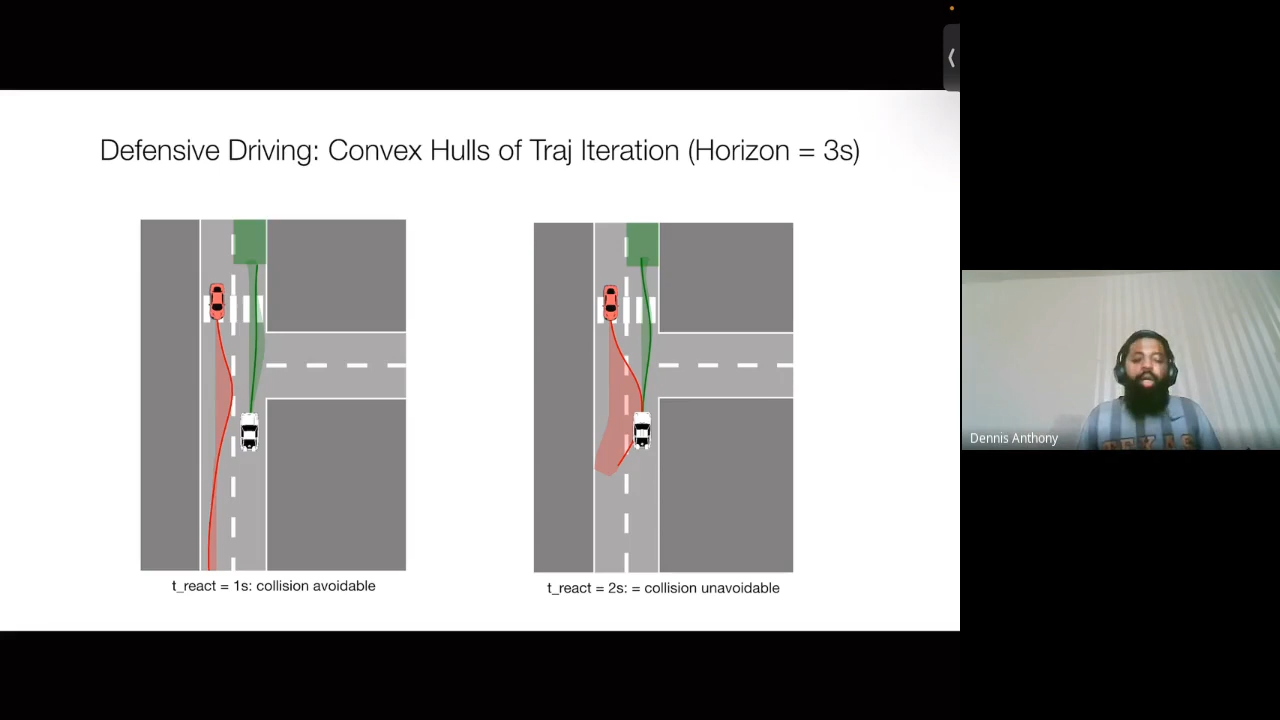 Defensive Driving: Convex Hulls of Traj Iteration (Horizon = 3s)
t_react = 1s: collision avoidable
t_react = 2s: = collision unavoidable
Dennis Anthony
TEXAS